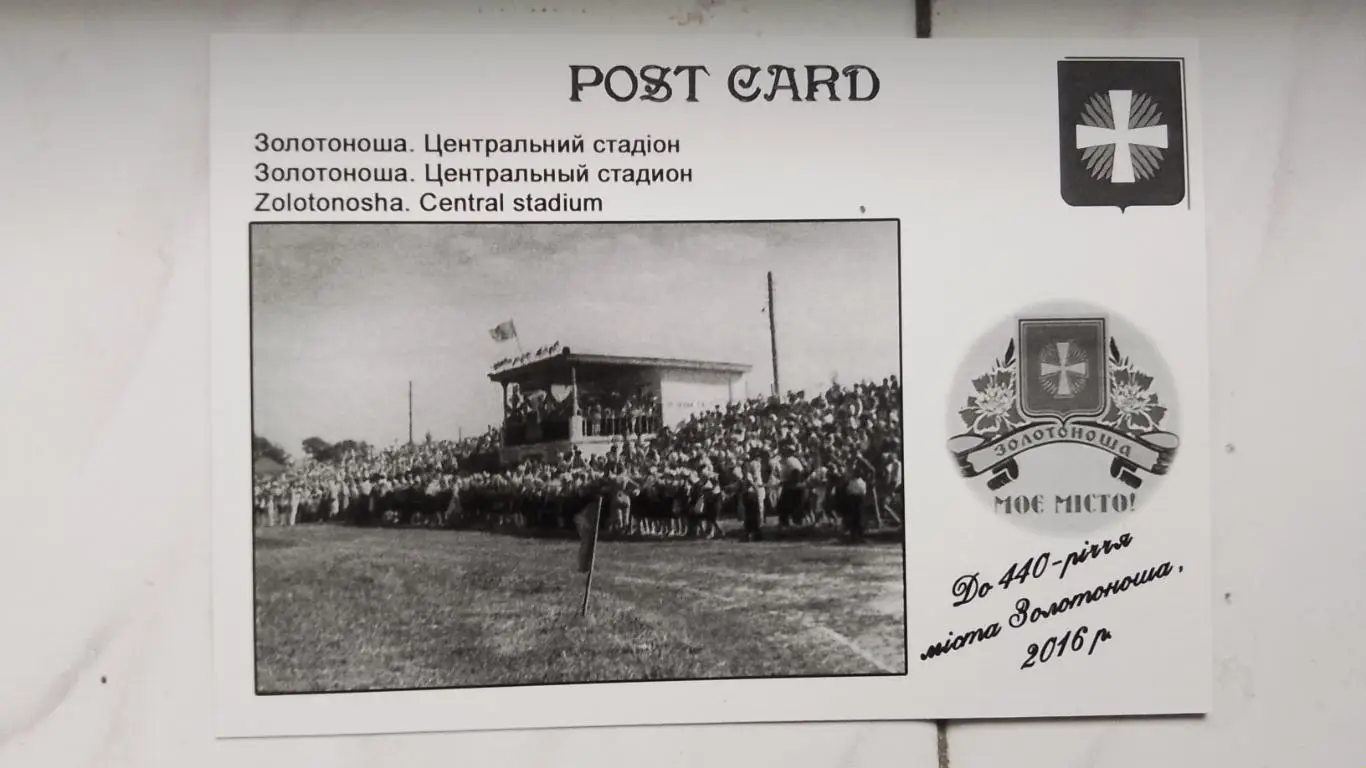 POST CARD
Золотоноша. Центральний стадіон
Золотоноша. Центральный стадион
Zolotonosha. Central stadium
ЗОЛОТОНОША
МОЄ МІСТО!
До 440-річчя
міста Золотоноша,
2016 р.